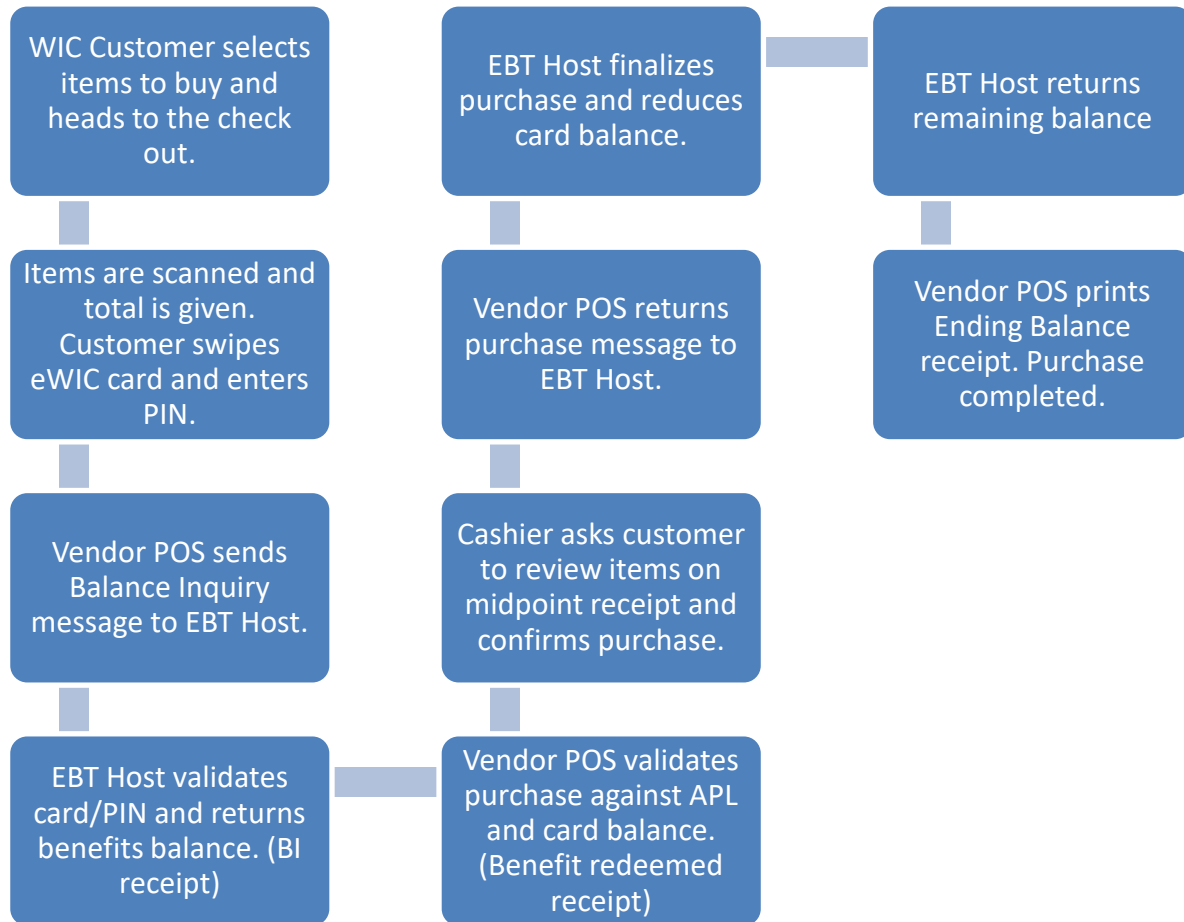 WIC Customer selects
items to buy and
heads to the check
out.
Items are scanned and
total is given.
Customer swipes
eWIC card and enters
PIN.
Vendor POS sends
Balance Inquiry
message to EBT Host.
EBT Host validates
card/PIN and returns
benefits balance. (BI
receipt)
Vendor POS validates
purchase against APL
and card balance.
(Benefit redeemed
receipt)
Cashier asks customer
to review items on
midpoint receipt and
confirms purchase.
Vendor POS returns
purchase message to
EBT Host.
EBT Host finalizes
purchase and reduces
card balance.
EBT Host returns
remaining balance
Vendor POS prints
Ending Balance
receipt. Purchase
completed.